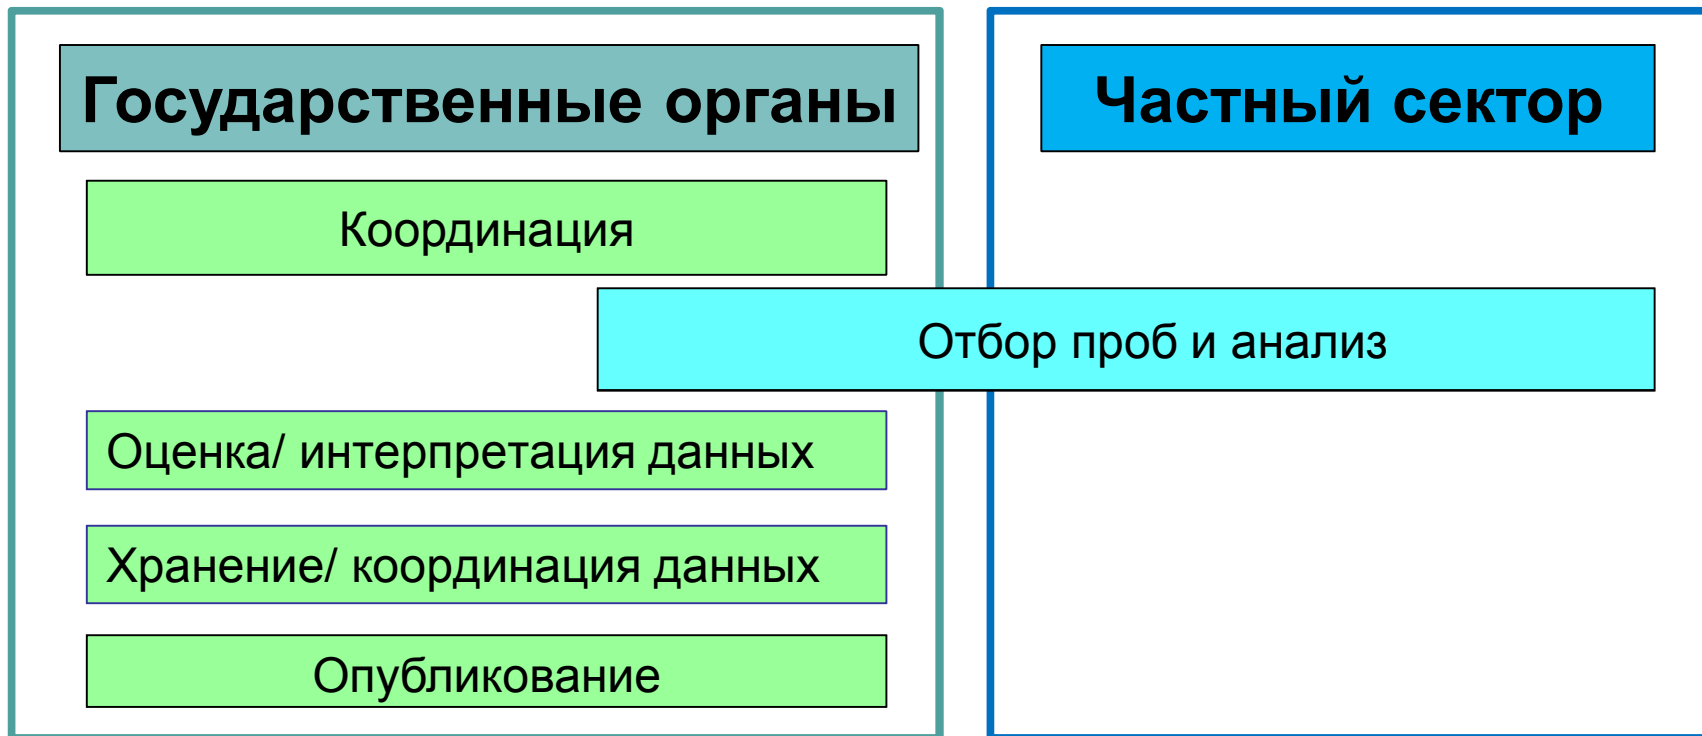 Государственные органы
Частный сектор
Координация
Отбор проб и анализ
Оценка/ интерпретация данных
Хранение/ координация данных
Опубликование